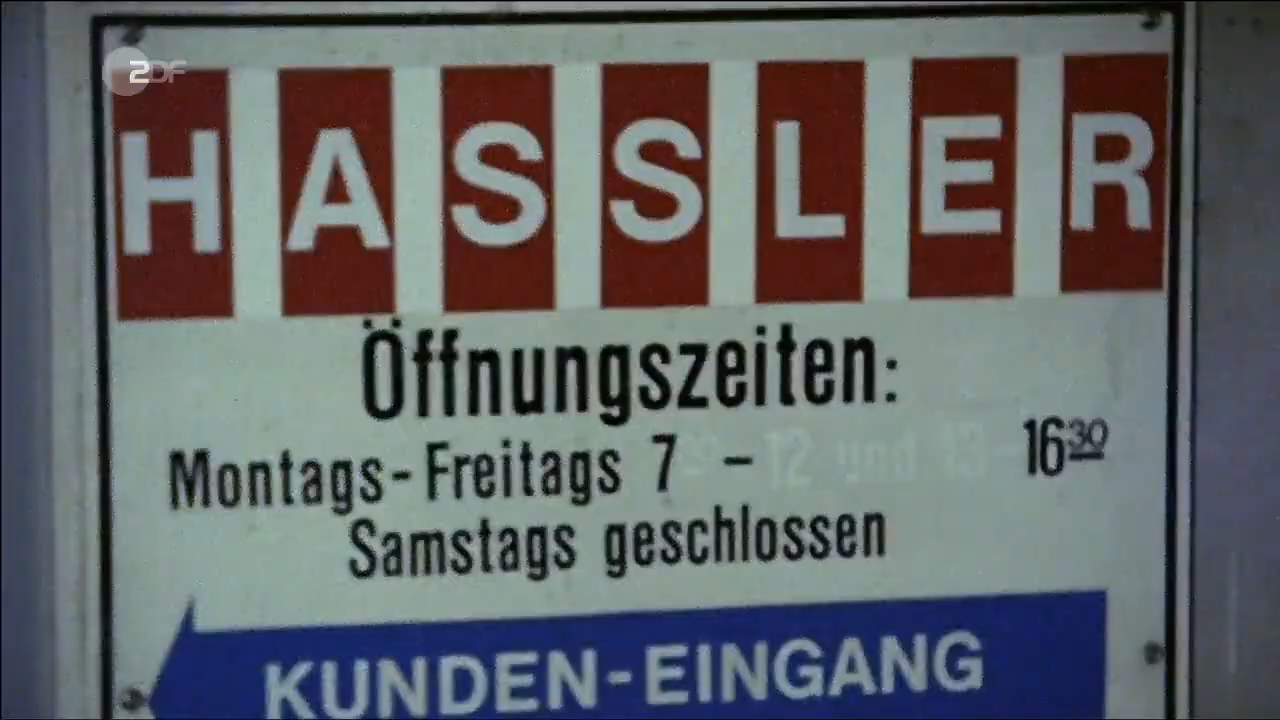 ZDF
HASSLER
Öffnungszeiten:
Montags-Freitags 7 – 12 und 13 – 16³⁰
Samstags geschlossen
KUNDEN-EINGANG